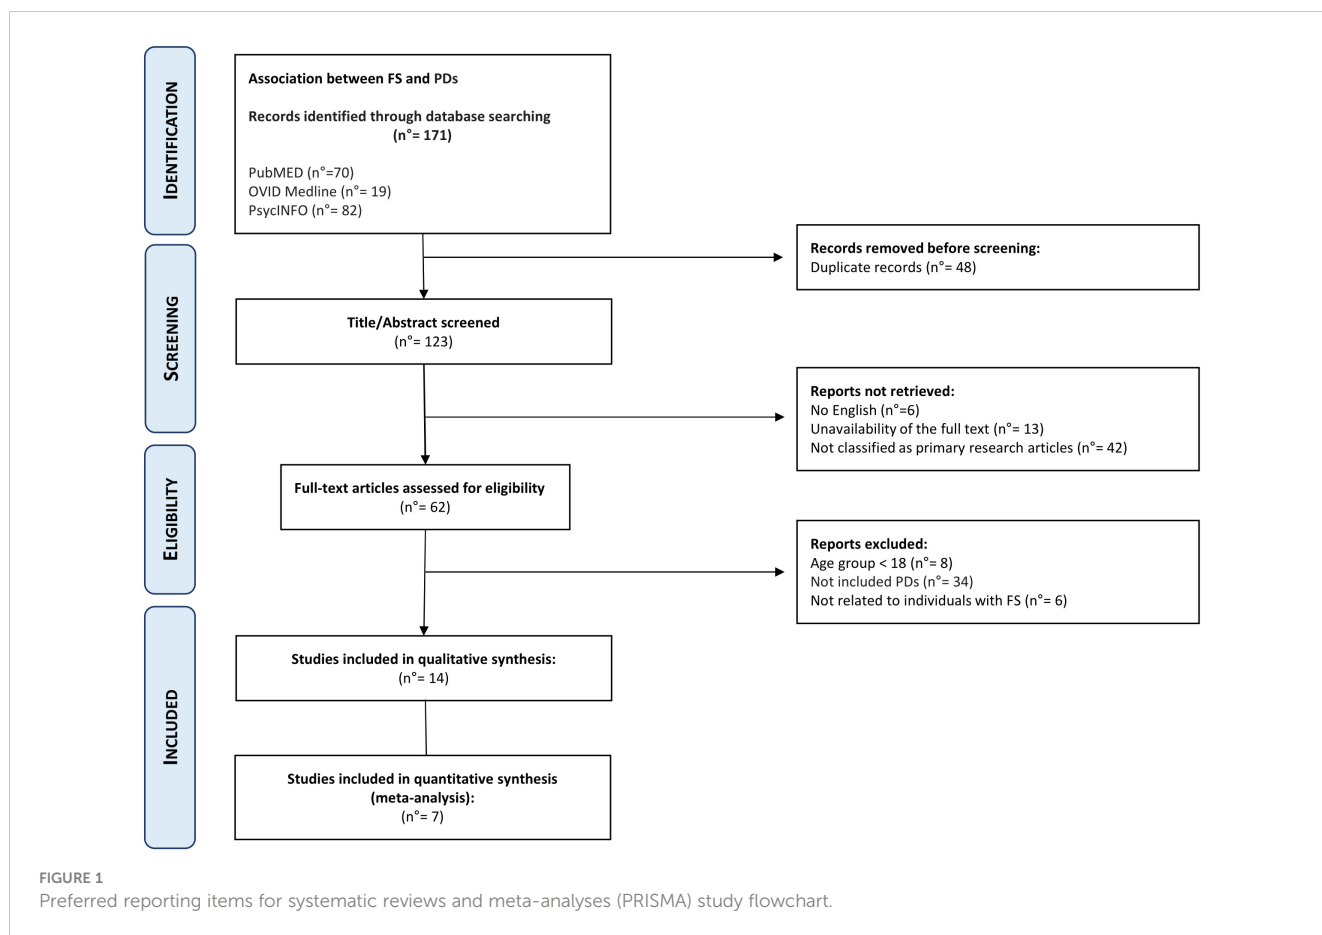 IDENTIFICATION
Association between FS and PDs
Records identified through database searching
(n°= 171)
PubMED (n°=70)
OVID Medline (n°= 19)
PsycINFO (n°= 82)
Records removed before screening:
Duplicate records (n°= 48)
SCREENING
Title/Abstract screened
(n°= 123)
Reports not retrieved:
No English (n°=6)
Unavailability of the full text (n°= 13)
Not classified as primary research articles (n°= 42)
ELIGIBILITY
Full-text articles assessed for eligibility
(n°= 62)
Reports excluded:
Age group < 18 (n°= 8)
Not included PDs (n°= 34)
Not related to individuals with FS (n°= 6)
INCLUDED
Studies included in qualitative synthesis:
(n°= 14)
Studies included in quantitative synthesis
(meta-analysis):
(n°= 7)
FIGURE 1
Preferred reporting items for systematic reviews and meta-analyses (PRISMA) study flowchart.